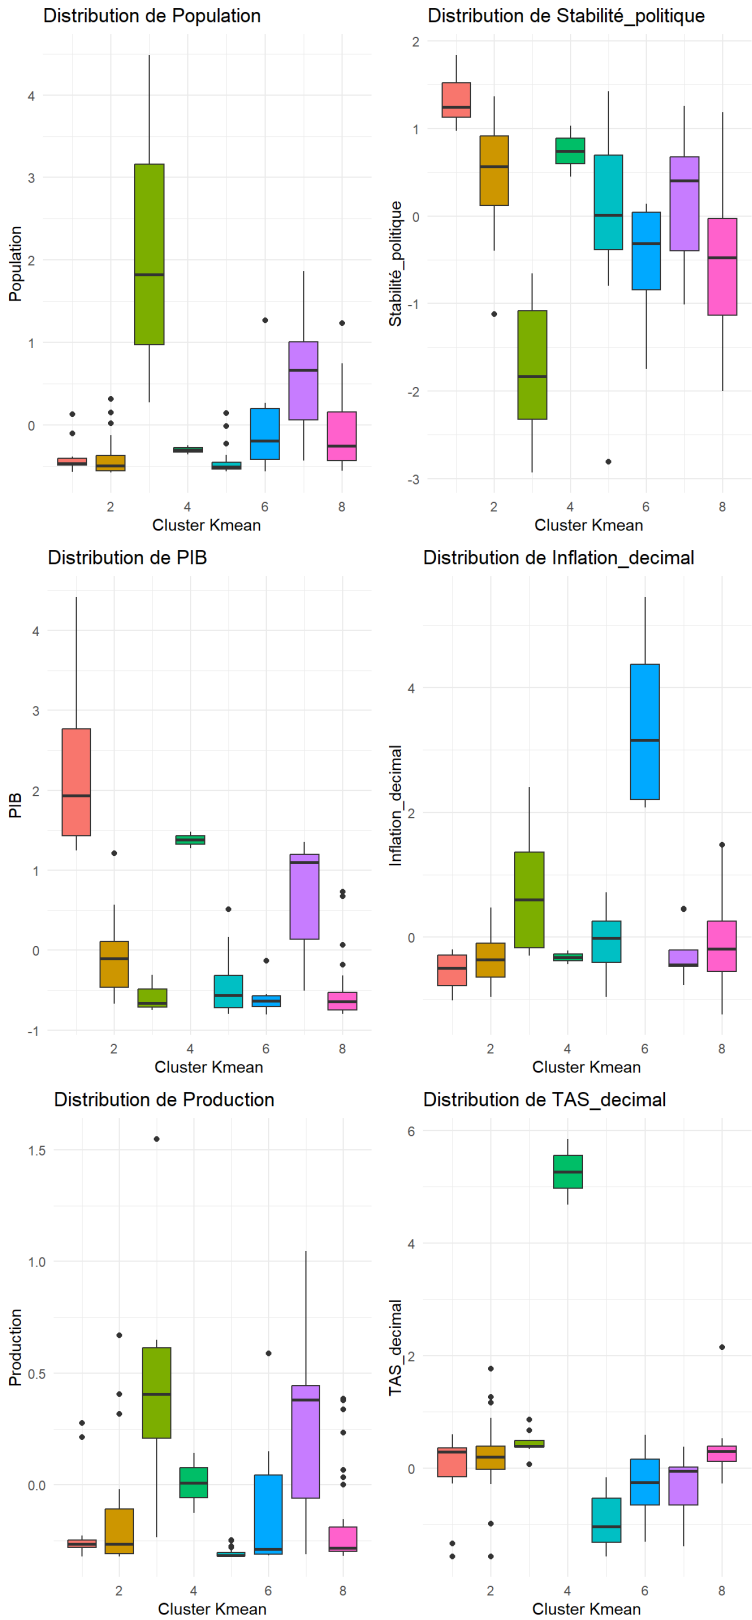 Distribution de Population
Population
4
3
2
1
0
2 4 6 8
Cluster Kmean
Distribution de Stabilité_politique
Stabilité_politique
2
1
0
-1
-2
-3
2 4 6 8
Cluster Kmean
Distribution de PIB
PIB
4
3
2
1
0
-1
2 4 6 8
Cluster Kmean
Distribution de Inflation_decimal
Inflation_decimal
4
2
0
2 4 6 8
Cluster Kmean
Distribution de Production
Production
1.5
1.0
0.5
0.0
2 4 6 8
Cluster Kmean
Distribution de TAS_decimal
TAS_decimal
6
4
2
0
2 4 6 8
Cluster Kmean